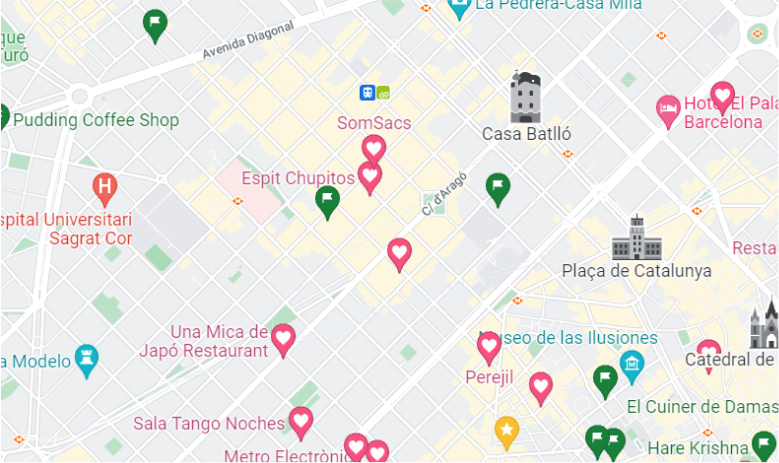 La Pedrera-Casa Milà
Avenida Diagonal
que
uró
Pudding Coffee Shop
SomSacs
Casa Batlló
Hotel El Pala
Barcelona
Espit Chupitos
C/ d'Aragó
H
spital Universitari
Sagrat Cor
Plaça de Catalunya
Resta
Una Mica de
Japó Restaurant
Museo de las Ilusiones
a Modelo
Perejil
Catedral de
El Cuiner de Damas
Sala Tango Noches
Metro Electrònic
Hare Krishna